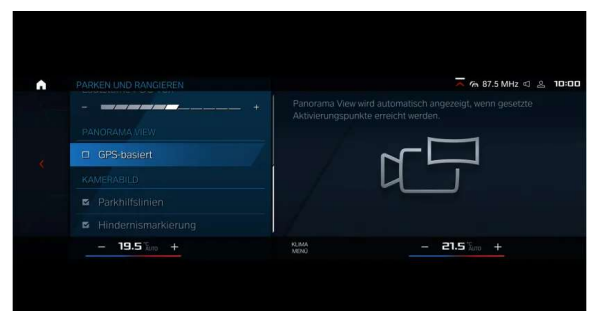 PARKEN UND RANGIEREN
87.5 MHz
10:00
- +
PANORAMA VIEW
GPS-basiert
KAMERABILD
Parkhilfslinien
Hindernismarkierung
Panorama View wird automatisch angezeigt, wenn gesetzte
Aktivierungspunkte erreicht werden.
- 19.5 °C AUTO +
KLIMA
MENÜ
- 21.5 °C AUTO +